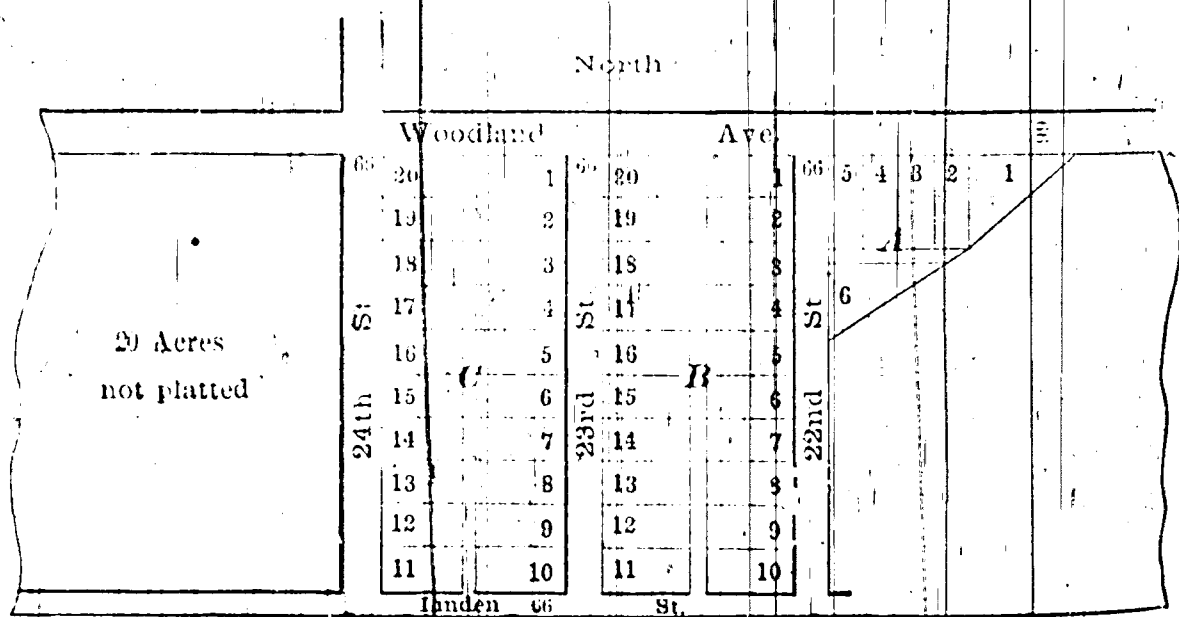 North
Woodland Ave.
66 20 1 66 20 1 66 5 4 3 2 1
19 2 19 2
18 3 18 3 A
17 4 17 4 6
20 Acres
not platted
16 5 16 5
C B
15 6 15 6
14 7 14 7
13 8 13 8
12 9 12 9
11 10 11 10
24th St
23rd St
22nd St
Linden 66 St.